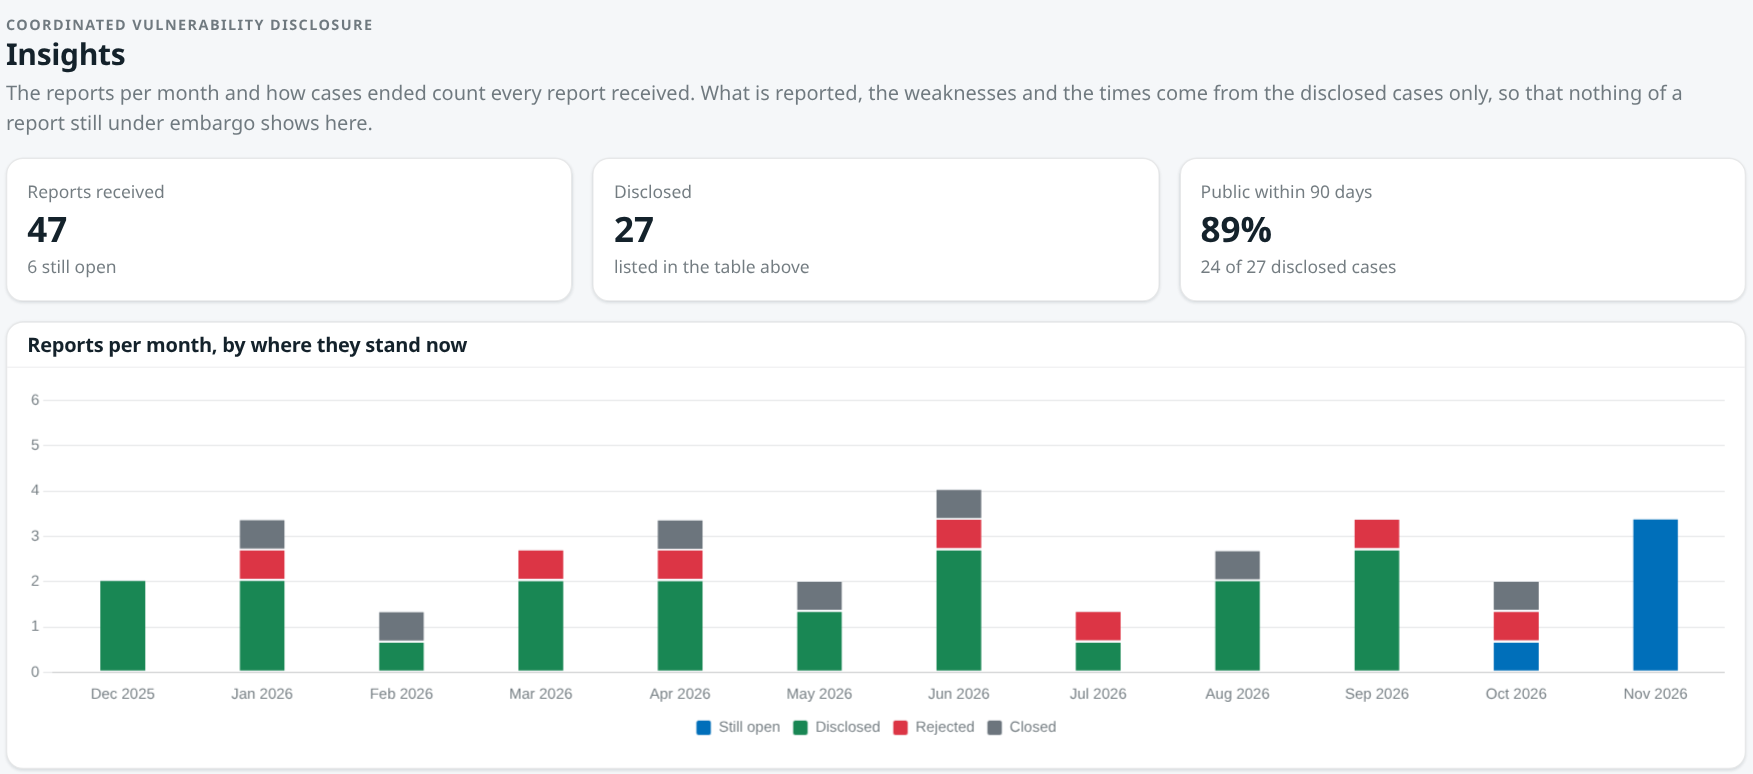 COORDINATED VULNERABILITY DISCLOSURE
Insights
The reports per month and how cases ended count every report received. What is reported, the weaknesses and the times come from the disclosed cases only, so that nothing of a
report still under embargo shows here.
Reports received
47
6 still open
Disclosed
27
listed in the table above
Public within 90 days
89%
24 of 27 disclosed cases
Reports per month, by where they stand now
6
5
4
3
2
1
0
Dec 2025 Jan 2026 Feb 2026 Mar 2026 Apr 2026 May 2026 Jun 2026 Jul 2026 Aug 2026 Sep 2026 Oct 2026 Nov 2026
Still open Disclosed Rejected Closed